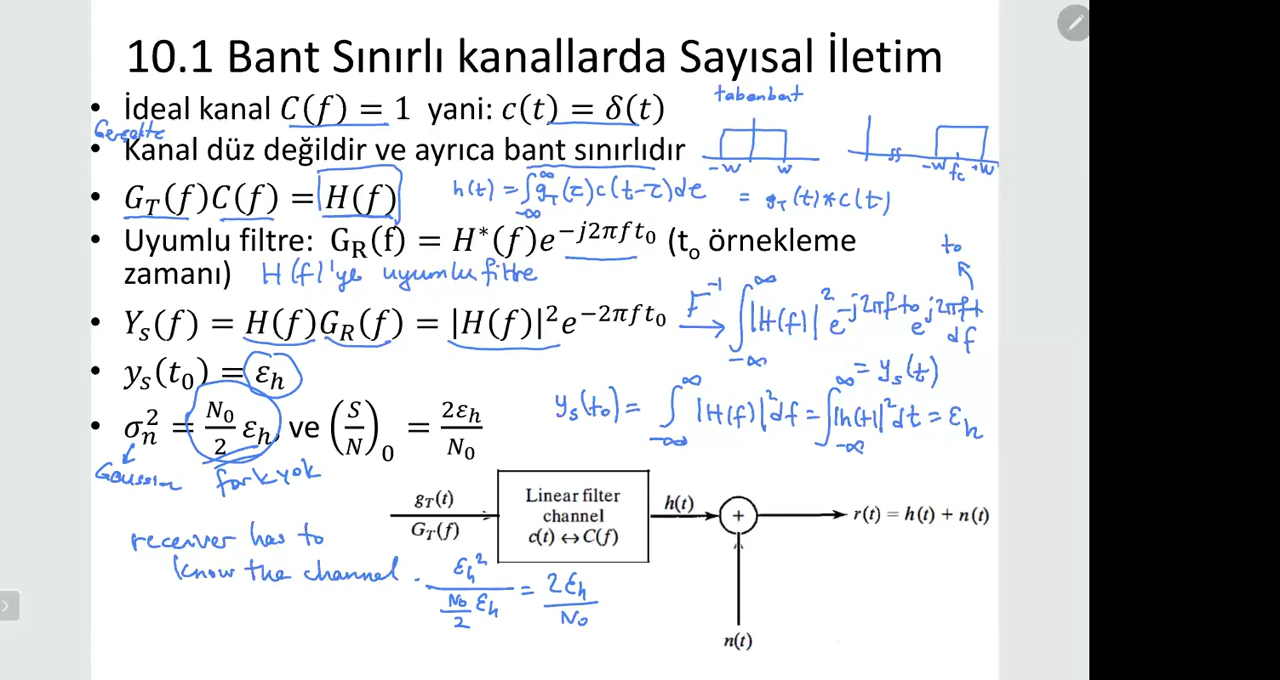 10.1 Bant Sınırlı kanallarda Sayısal İletim
tabanbant
• İdeal kanal C(f) = 1 yani: c(t) = δ(t)
Gerçekte
• Kanal düz değildir ve ayrıca bant sınırlıdır
-W W -W fc +W
• G_T(f)C(f) = H(f) h(t) = ∫_{-∞}^{∞} g_T(τ)c(t-τ)dτ = g_T(t)*c(t)
• Uyumlu filtre: G_R(f) = H*(f)e^{-j2πft_0} (t_o örnekleme
zamanı) H(f)'ye uyumlu filtre
t_0
• Y_s(f) = H(f)G_R(f) = |H(f)|^2 e^{-2πft_0} F^{-1} → ∫_{-∞}^{∞} |H(f)|^2 e^{-j2πft_0} e^{j2πft} df
= y_s(t)
• y_s(t_0) = ε_h
y_s(t_0) = ∫_{-∞}^{∞} |H(f)|^2 df = ∫_{-∞}^{∞} |h(t)|^2 dt = ε_h
• σ_n^2 = N_0/2 ε_h ve (S/N)_0 = 2ε_h/N_0
Gaussian fark yok
g_T(t)
G_T(f)
Linear filter
channel
c(t) ↔ C(f)
h(t)
+
r(t) = h(t) + n(t)
n(t)
receiver has to
know the channel.
ε_h^2 / (N_0/2 ε_h) = 2ε_h/N_0